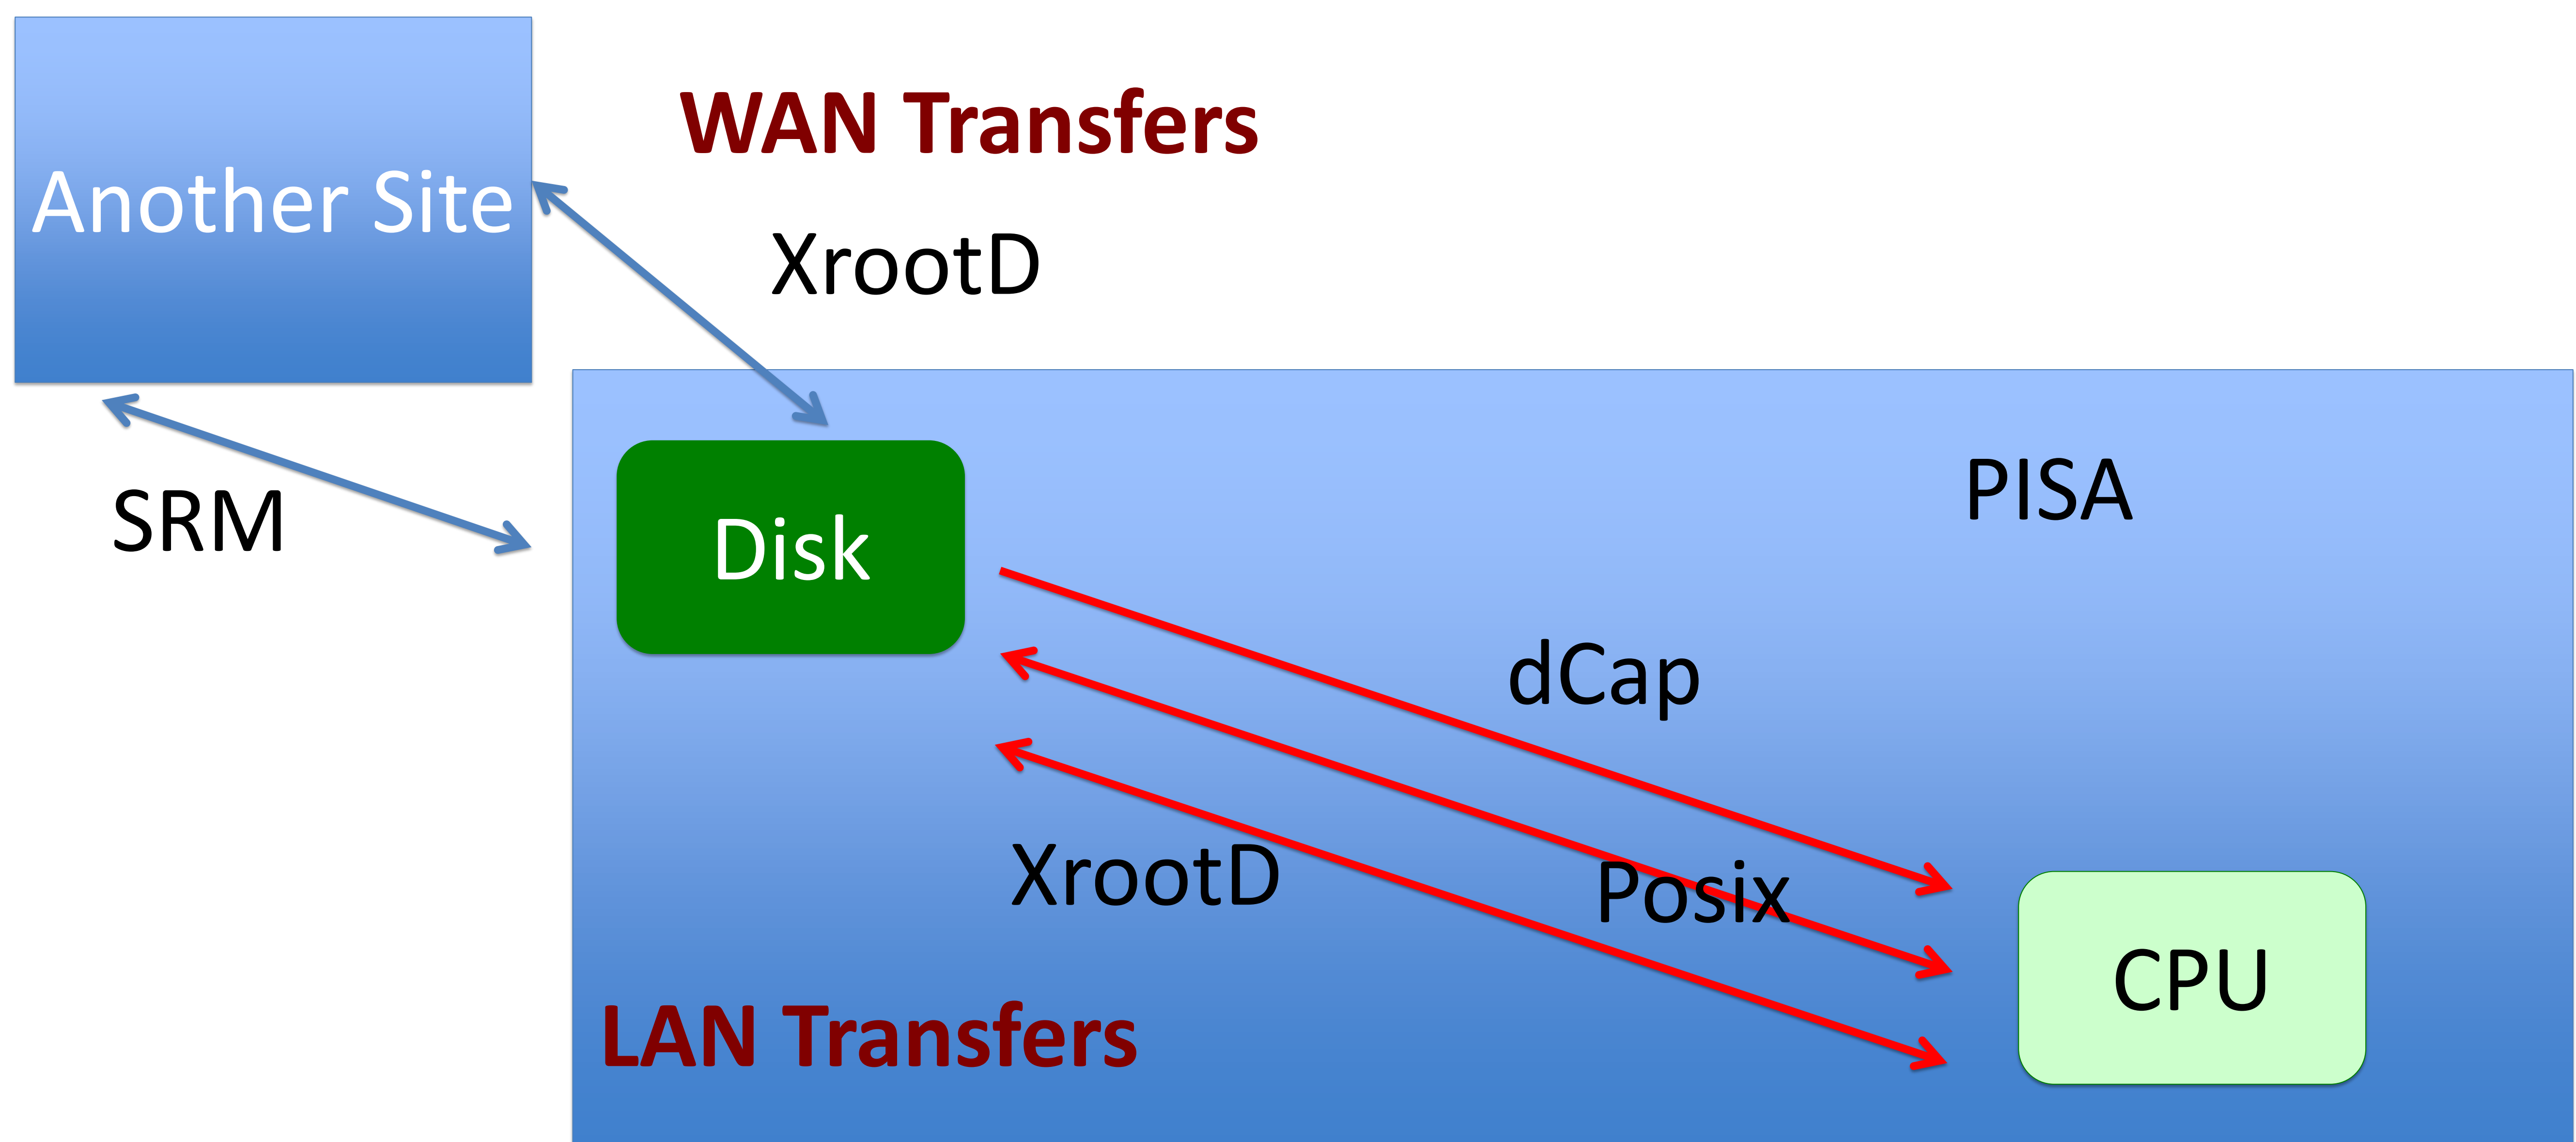 WAN Transfers
Another Site
XrootD
PISA
SRM
Disk
dCap
XrootD
Posix
CPU
LAN Transfers